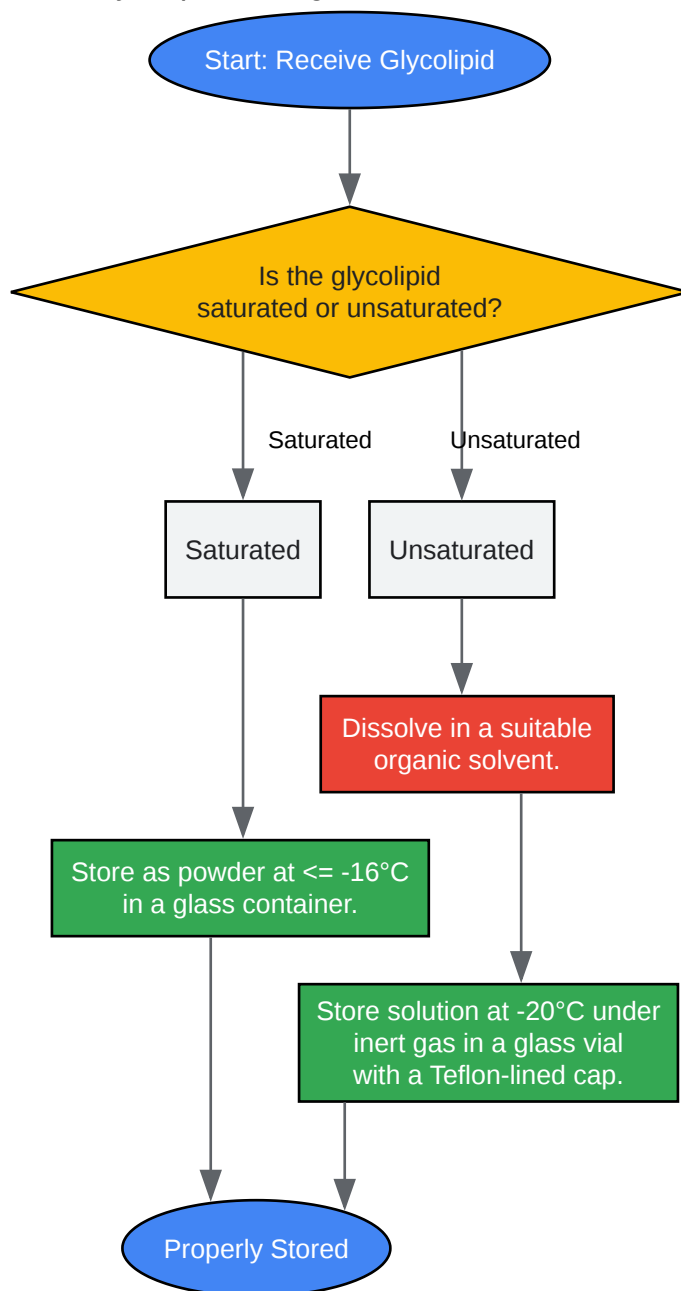 Start: Receive Glycolipid
Is the glycolipid
saturated or unsaturated?
Saturated
Unsaturated
Saturated
Unsaturated
Dissolve in a suitable
organic solvent.
Store as powder at <= -16°C
in a glass container.
Store solution at -20°C under
inert gas in a glass vial
with a Teflon-lined cap.
Properly Stored